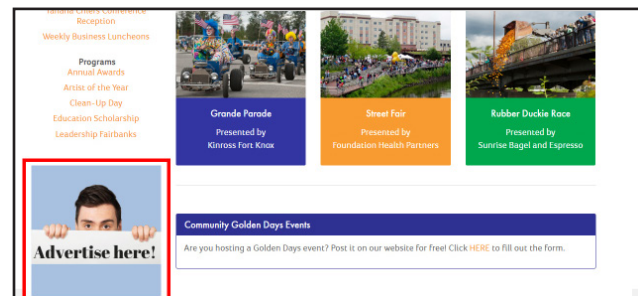 Tanana Chiefs Conference
Reception
Weekly Business Luncheons
Programs
Annual Awards
Artist of the Year
Clean-Up Day
Education Scholarship
Leadership Fairbanks
Advertise here!
Grande Parade
Presented by
Kinross Fort Knox
Street Fair
Presented by
Foundation Health Partners
Rubber Duckie Race
Presented by
Sunrise Bagel and Espresso
Community Golden Days Events
Are you hosting a Golden Days event? Post it on our website for free! Click HERE to fill out the form.